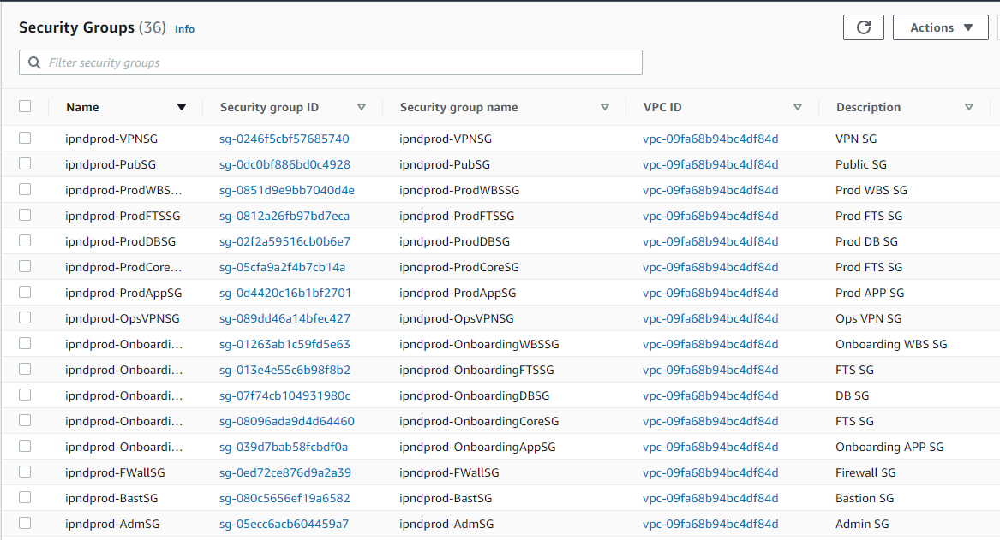 Security Groups (36) Info
Actions
Filter security groups
Name Security group ID Security group name VPC ID Description
ipndprod-VPNSG sg-0246f5cbf57685740 ipndprod-VPNSG vpc-09fa68b94bc4df84d VPN SG
ipndprod-PubSG sg-0dc0bf886bd0c4928 ipndprod-PubSG vpc-09fa68b94bc4df84d Public SG
ipndprod-ProdWBS... sg-0851d9e9bb7040d4e ipndprod-ProdWBSSG vpc-09fa68b94bc4df84d Prod WBS SG
ipndprod-ProdFTSSG sg-0812a26fb97bd7eca ipndprod-ProdFTSSG vpc-09fa68b94bc4df84d Prod FTS SG
ipndprod-ProdDBSG sg-02f2a59516cb0b6e7 ipndprod-ProdDBSG vpc-09fa68b94bc4df84d Prod DB SG
ipndprod-ProdCore... sg-05cfa9a2f4b7cb14a ipndprod-ProdCoreSG vpc-09fa68b94bc4df84d Prod FTS SG
ipndprod-ProdAppSG sg-0d4420c16b1bf2701 ipndprod-ProdAppSG vpc-09fa68b94bc4df84d Prod APP SG
ipndprod-OpsVPNSG sg-089dd46a14bfec427 ipndprod-OpsVPNSG vpc-09fa68b94bc4df84d Ops VPN SG
ipndprod-Onboardi... sg-01263ab1c59fd5e63 ipndprod-OnboardingWBSSG vpc-09fa68b94bc4df84d Onboarding WBS SG
ipndprod-Onboardi... sg-013e4e55c6b98f8b2 ipndprod-OnboardingFTSSG vpc-09fa68b94bc4df84d FTS SG
ipndprod-Onboardi... sg-07f74cb104931980c ipndprod-OnboardingDBSG vpc-09fa68b94bc4df84d DB SG
ipndprod-Onboardi... sg-08096ada9d4d64460 ipndprod-OnboardingCoreSG vpc-09fa68b94bc4df84d FTS SG
ipndprod-Onboardi... sg-039d7bab58fcbdf0a ipndprod-OnboardingAppSG vpc-09fa68b94bc4df84d Onboarding APP SG
ipndprod-FWallSG sg-0ed72ce876d9a2a39 ipndprod-FWallSG vpc-09fa68b94bc4df84d Firewall SG
ipndprod-BastSG sg-080c5656ef19a6582 ipndprod-BastSG vpc-09fa68b94bc4df84d Bastion SG
ipndprod-AdmSG sg-05ecc6acb604459a7 ipndprod-AdmSG vpc-09fa68b94bc4df84d Admin SG